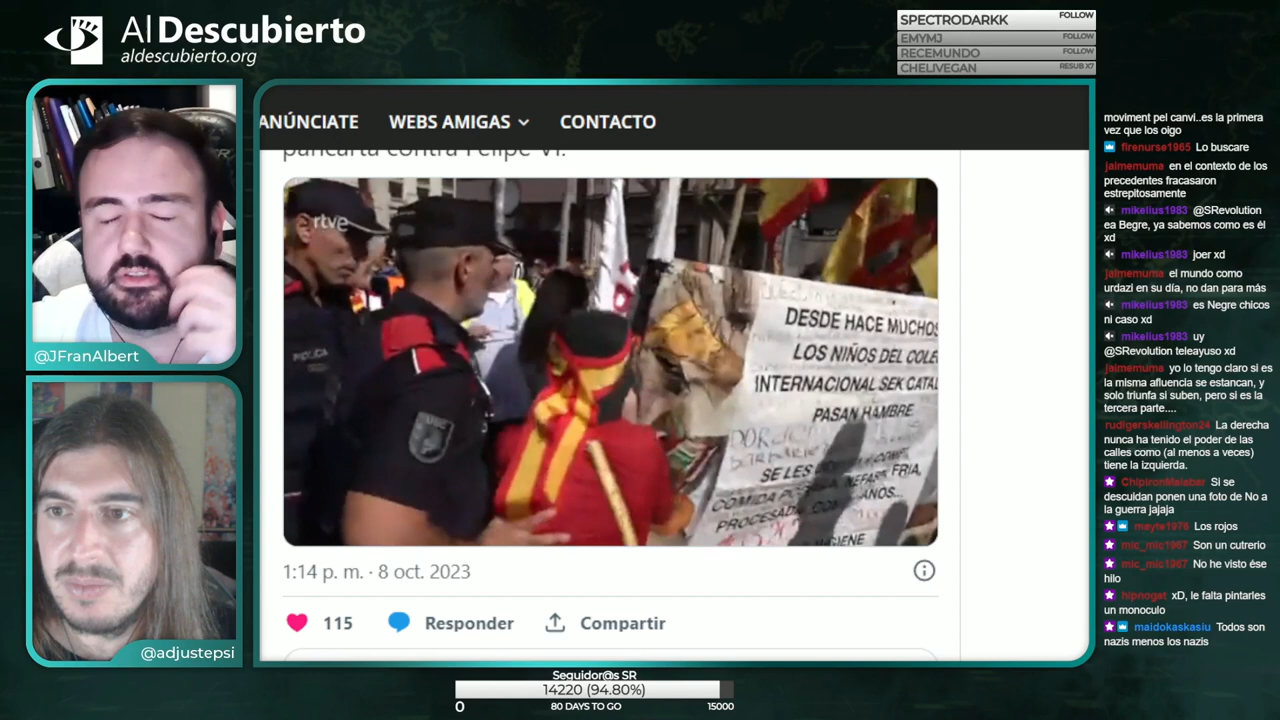 Al Descubierto
aldescubierto.org
SPECTRODARKK FOLLOW
EMYMJ FOLLOW
RECEMUNDO FOLLOW
CHELIVEGAN RESUB X7
ANÚNCIATE WEBS AMIGAS CONTACTO
pancarta contra Felipe VI.
rtve
POLICIA
DESDE HACE MUCHOS
LOS NIÑOS DEL COLE
INTERNACIONAL SEK CATAL
PASAN HAMBRE
SE LES
FRIA,
COMIDA
PROCESADA,
HIGIENE
1:14 p. m. · 8 oct. 2023
115 Responder Compartir
@JFranAlbert
@adjustepsi
moviment pel canvi..es la primera
vez que los oigo
firenurse1965 Lo buscare
jaimemuma en el contexto de los
precedentes fracasaron
estrepitosamente
mikelius1983 @SRevolution
ea Begre, ya sabemos como es él
xd
mikelius1983 joer xd
jaimemuma el mundo como
urdazi en su día, no dan para más
mikelius1983 es Negre chicos
ni caso xd
mikelius1983 uy
@SRevolution teleayuso xd
jaimemuma yo lo tengo claro si es
la misma afluencia se estancan, y
solo triunfa si suben, pero si es la
tercera parte....
rudigerskellington24 La derecha
nunca ha tenido el poder de las
calles como (al menos a veces)
tiene la izquierda.
ChipironMalabar Si se
descuidan ponen una foto de No a
la guerra jajaja
mayte1976 Los rojos
mic_mic1967 Son un cutrerio
mic_mic1967 No he visto ése
hilo
hipnogat xD, le falta pintarles
un monoculo
maidokaskasiu Todos son
nazis menos los nazis
Seguidor@s SR
14220 (94.80%)
0 80 DAYS TO GO 15000